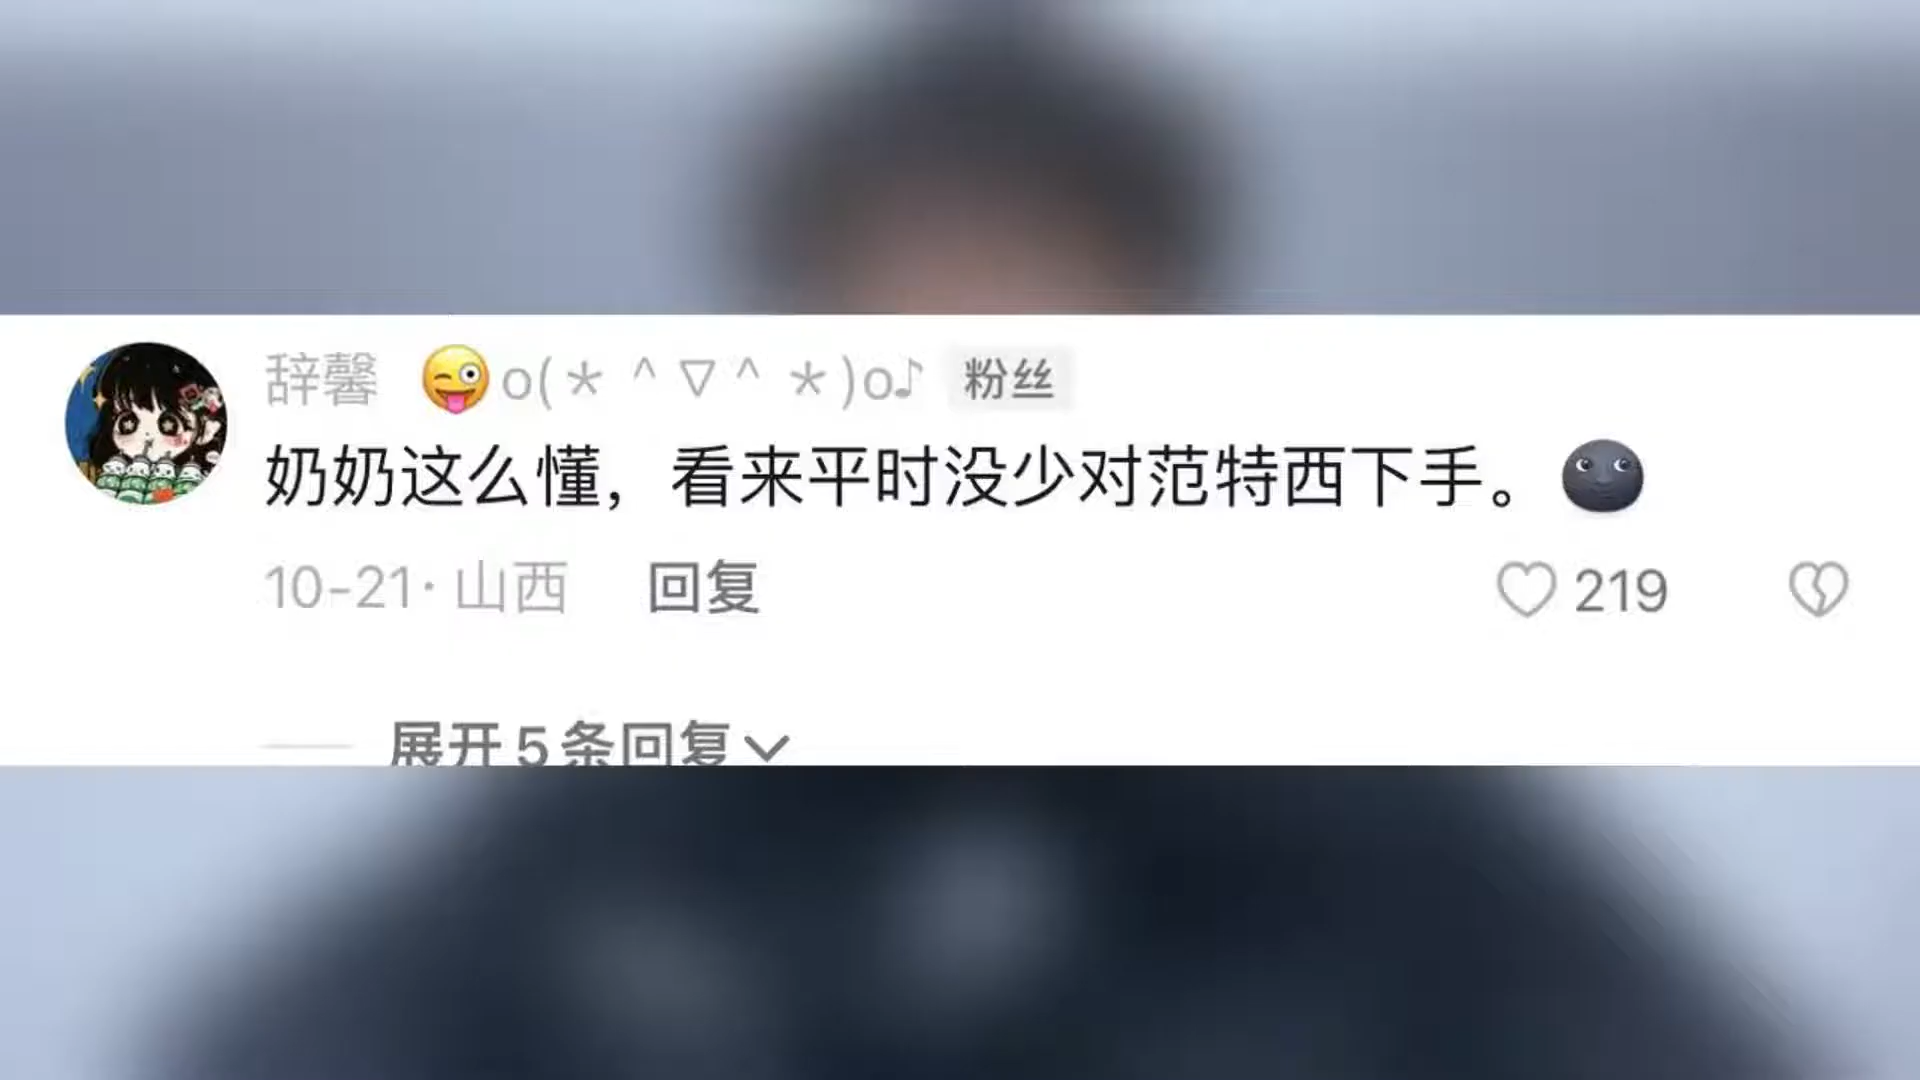 辞馨 😜o(＊＾▽＾＊)o♪ 粉丝
奶奶这么懂，看来平时没少对范特西下手。🌚
10-21·山西 回复 219
展开5条回复